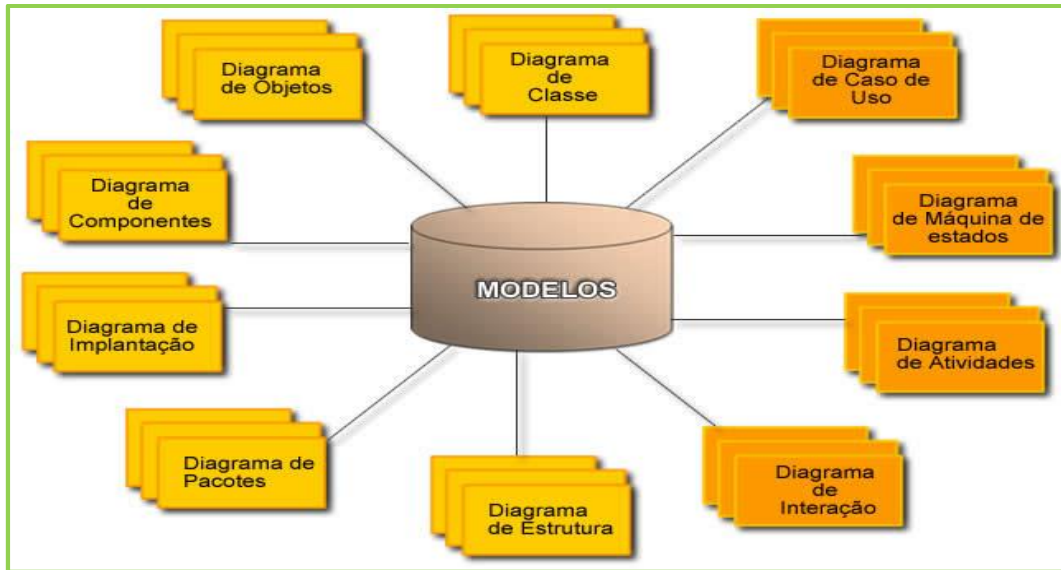 Diagrama
de Objetos
Diagrama
de
Classe
Diagrama
de Caso de
Uso
Diagrama
de
Componentes
Diagrama
de Máquina de
estados
MODELOS
Diagrama de
Implantação
Diagrama
de Atividades
Diagrama de
Pacotes
Diagrama
de Estrutura
Diagrama
de
Interação